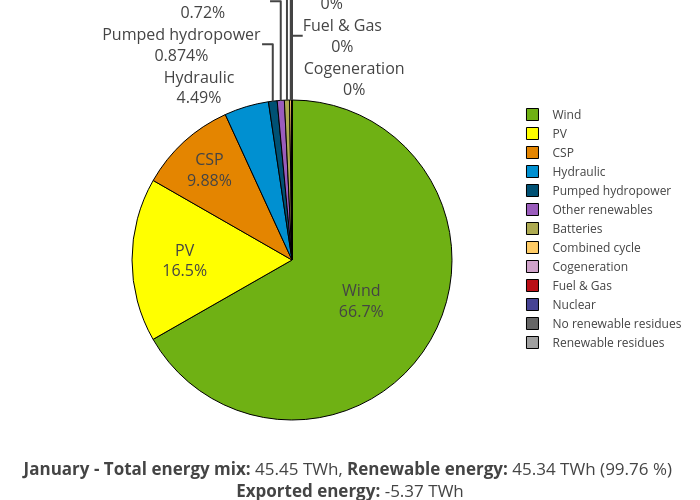 0.72%
0%
Pumped hydropower
0.874%
Fuel & Gas
0%
Hydraulic
4.49%
Cogeneration
0%
CSP
9.88%
PV
16.5%
Wind
66.7%
Wind
PV
CSP
Hydraulic
Pumped hydropower
Other renewables
Batteries
Combined cycle
Cogeneration
Fuel & Gas
Nuclear
No renewable residues
Renewable residues
January - Total energy mix: 45.45 TWh, Renewable energy: 45.34 TWh (99.76 %)
Exported energy: -5.37 TWh